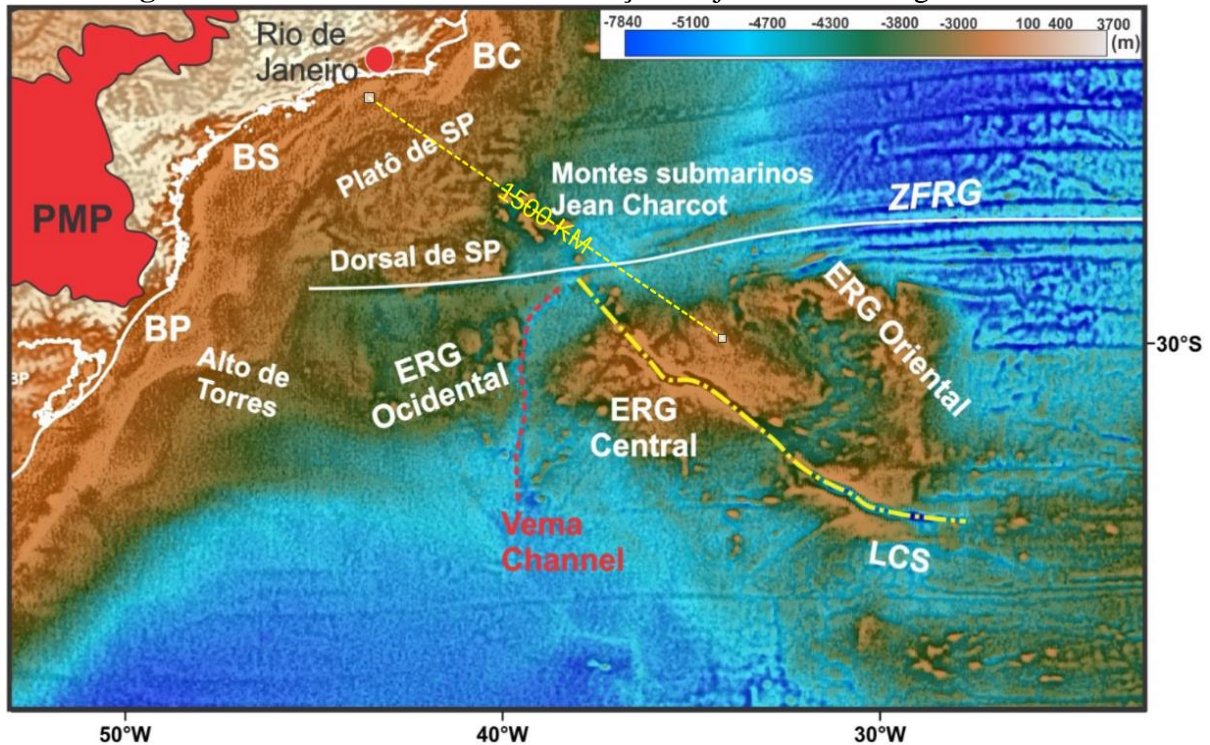 -7840 -5100 -4700 -4300 -3800 -3000 100 400 3700
(m)
Rio de
Janeiro
BC
BS
Platô de SP
Montes submarinos
Jean Charcot
1500 KM
ZFRG
PMP
Dorsal de SP
ERG Oriental
BP
30°S
Alto de
Torres
ERG
Ocidental
BP
ERG
Central
Vema
Channel
LCS
50°W 40°W 30°W